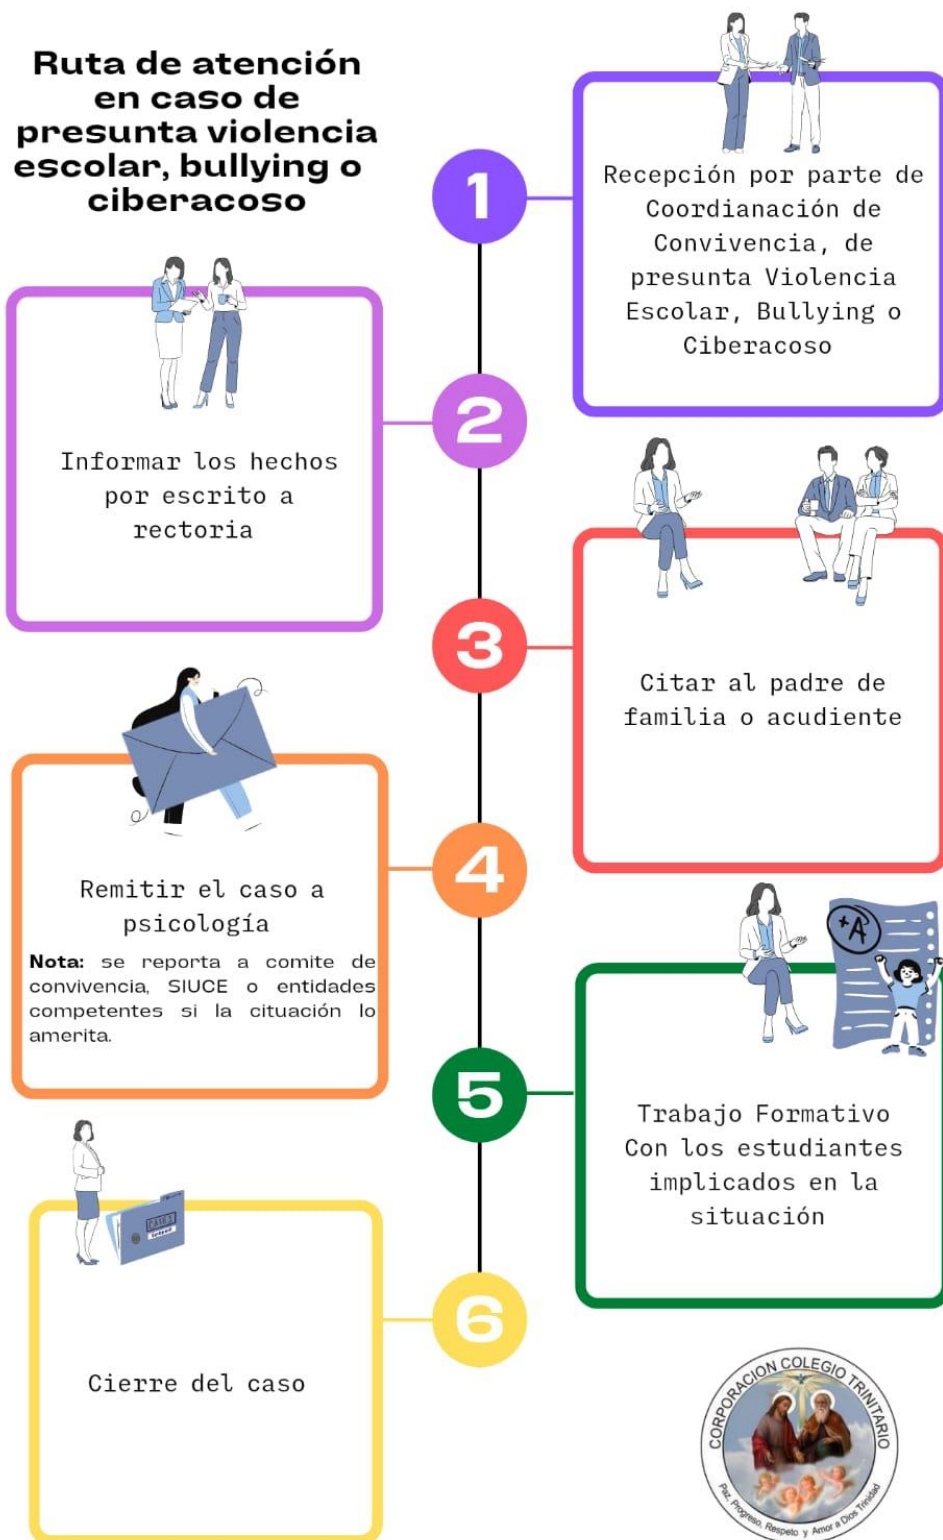 Ruta de atención
en caso de
presunta violencia
escolar, bullying o
ciberacoso
1
Recepción por parte de
Coordianación de
Convivencia, de
presunta Violencia
Escolar, Bullying o
Ciberacoso
2
Informar los hechos
por escrito a
rectoria
3
Citar al padre de
familia o acudiente
4
Remitir el caso a
psicología
Nota: se reporta a comite de
convivencia, SIUCE o entidades
competentes si la cituación lo
amerita.
5
+A
Trabajo Formativo
Con los estudiantes
implicados en la
situación
6
Cierre del caso
CORPORACION COLEGIO TRINITARIO
Paz, Progreso, Respeto y Amor a Dios Trinidad